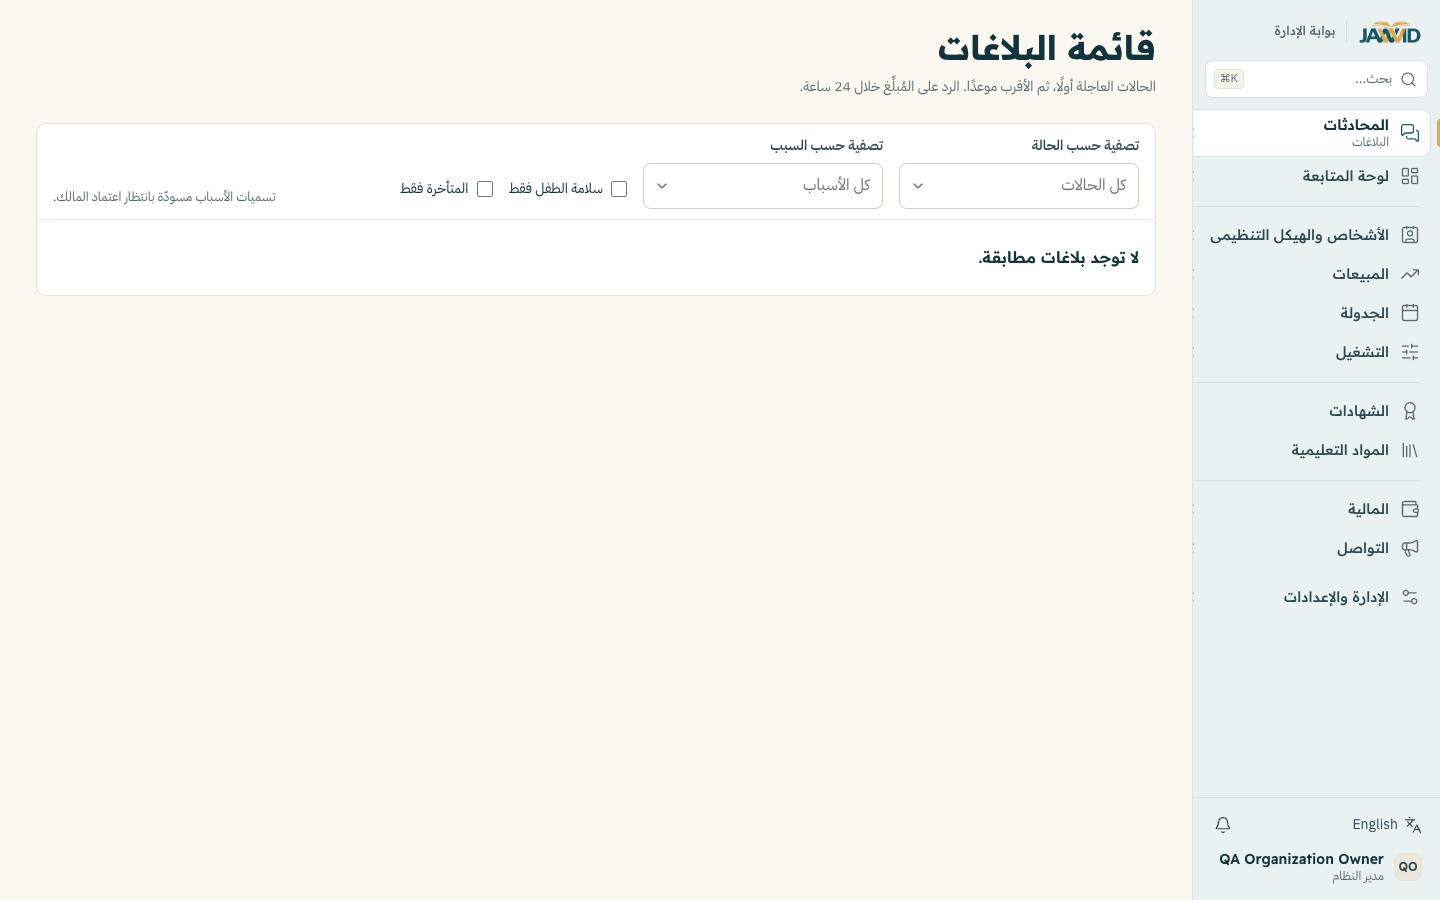 JAWID
بوابة الإدارة
بحث...
⌘K
المحادثات
البلاغات
لوحة المتابعة
الأشخاص والهيكل التنظيمي
المبيعات
الجدولة
التشغيل
الشهادات
المواد التعليمية
المالية
التواصل
الإدارة والإعدادات
English
QO
QA Organization Owner
مدير النظام
قائمة البلاغات
الحالات العاجلة أولًا، ثم الأقرب موعدًا. الرد على المُبلِّغ خلال 24 ساعة.
تصفية حسب الحالة
كل الحالات
تصفية حسب السبب
كل الأسباب
سلامة الطفل فقط
المتأخرة فقط
تسميات الأسباب مسودّة بانتظار اعتماد المالك.
لا توجد بلاغات مطابقة.